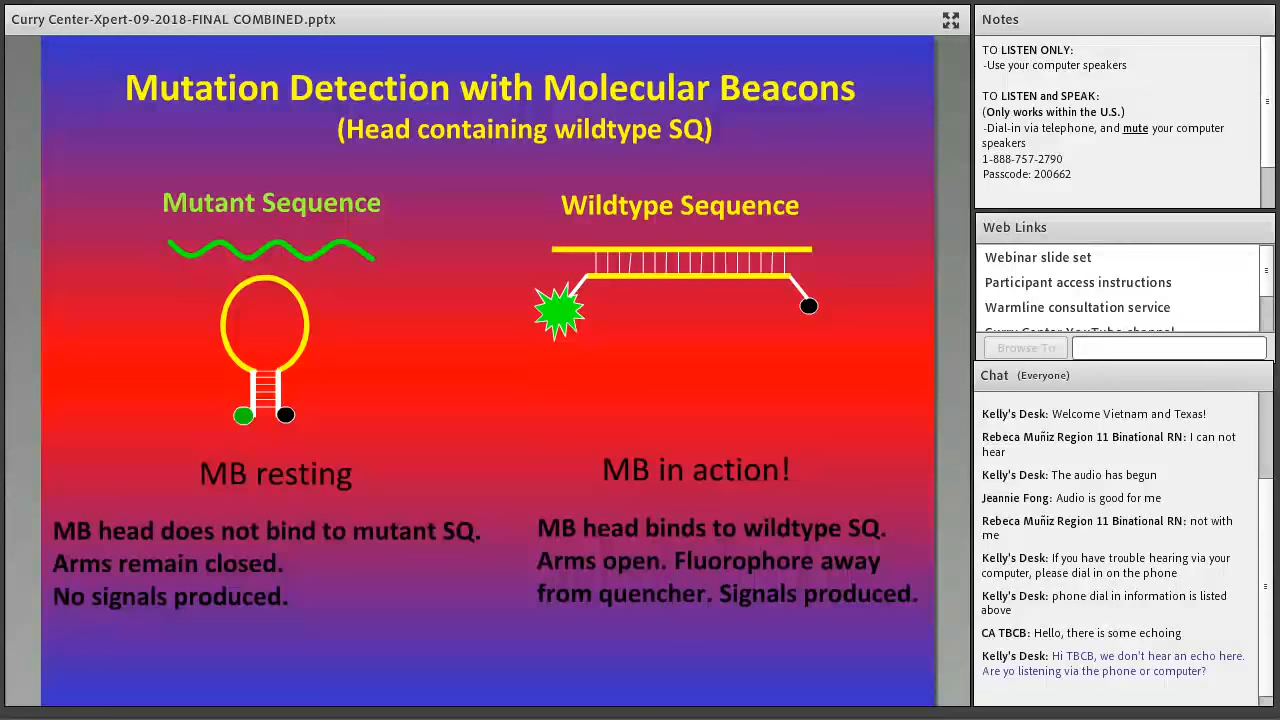 Curry Center-Xpert-09-2018-FINAL COMBINED.pptx
Mutation Detection with Molecular Beacons
(Head containing wildtype SQ)
Mutant Sequence
Wildtype Sequence
MB resting
MB in action!
MB head does not bind to mutant SQ.
Arms remain closed.
No signals produced.
MB head binds to wildtype SQ.
Arms open. Fluorophore away
from quencher. Signals produced.
Notes
TO LISTEN ONLY:
-Use your computer speakers
TO LISTEN and SPEAK:
(Only works within the U.S.)
-Dial-in via telephone, and mute your computer
speakers
1-888-757-2790
Passcode: 200662
Web Links
Webinar slide set
Participant access instructions
Warmline consultation service
Curry Center YouTube channel
Browse To
Chat (Everyone)
Kelly's Desk: Welcome Vietnam and Texas!
Rebeca Muñiz Region 11 Binational RN: I can not
hear
Kelly's Desk: The audio has begun
Jeannie Fong: Audio is good for me
Rebeca Muñiz Region 11 Binational RN: not with
me
Kelly's Desk: If you have trouble hearing via your
computer, please dial in on the phone
Kelly's Desk: phone dial in information is listed
above
CA TBCB: Hello, there is some echoing
Kelly's Desk: Hi TBCB, we don't hear an echo here.
Are yo listening via the phone or computer?